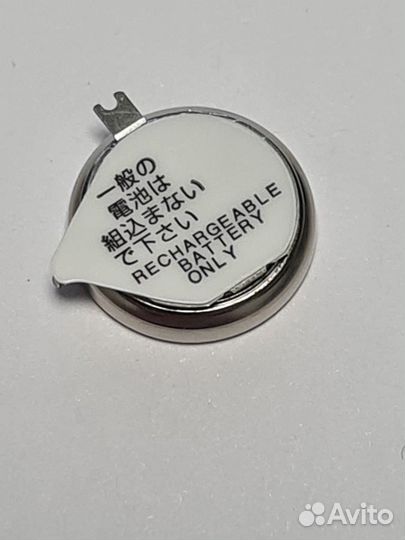 一般の
電池は
組込まない
で下さい
RECHARGEABLE
BATTERY
ONLY
Avito